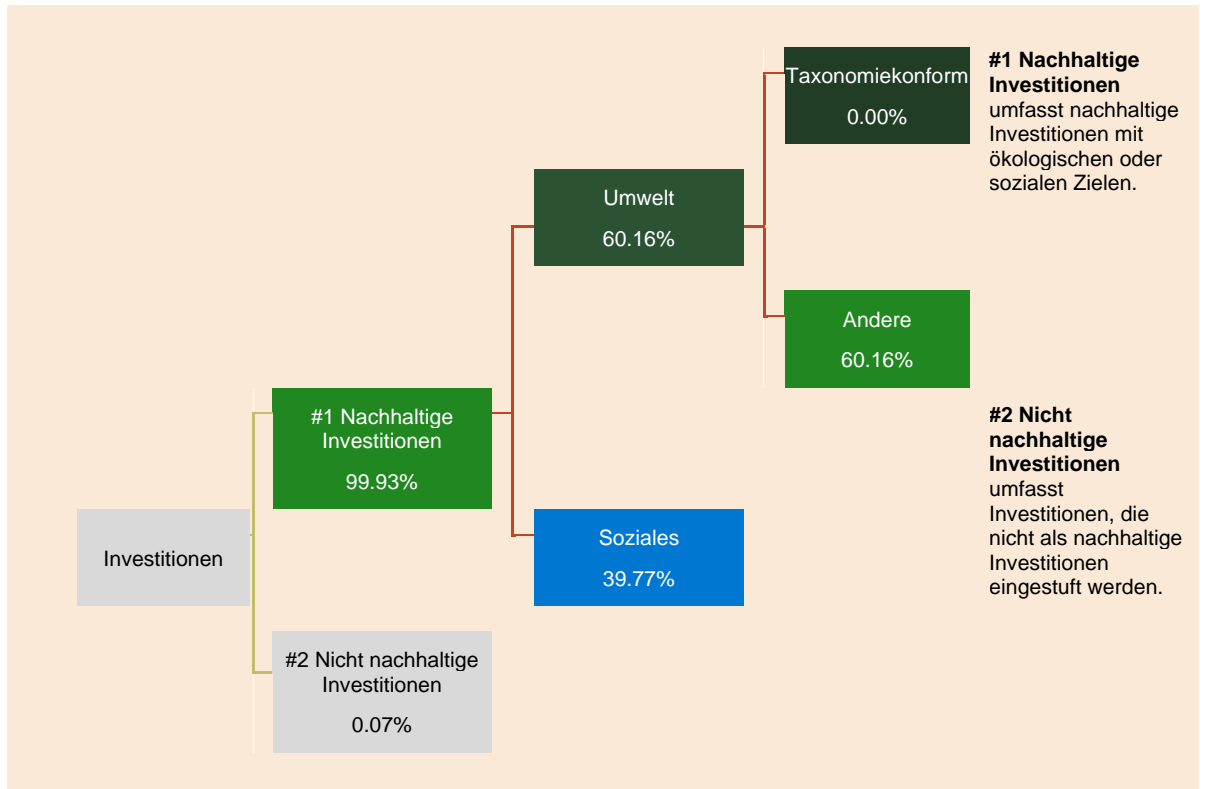 Investitionen
#1 Nachhaltige
Investitionen
99.93%
#2 Nicht nachhaltige
Investitionen
0.07%
Umwelt
60.16%
Soziales
39.77%
Taxonomiekonform
0.00%
Andere
60.16%
#1 Nachhaltige
Investitionen
umfasst nachhaltige
Investitionen mit
ökologischen oder
sozialen Zielen.
#2 Nicht
nachhaltige
Investitionen
umfasst
Investitionen, die
nicht als nachhaltige
Investitionen
eingestuft werden.